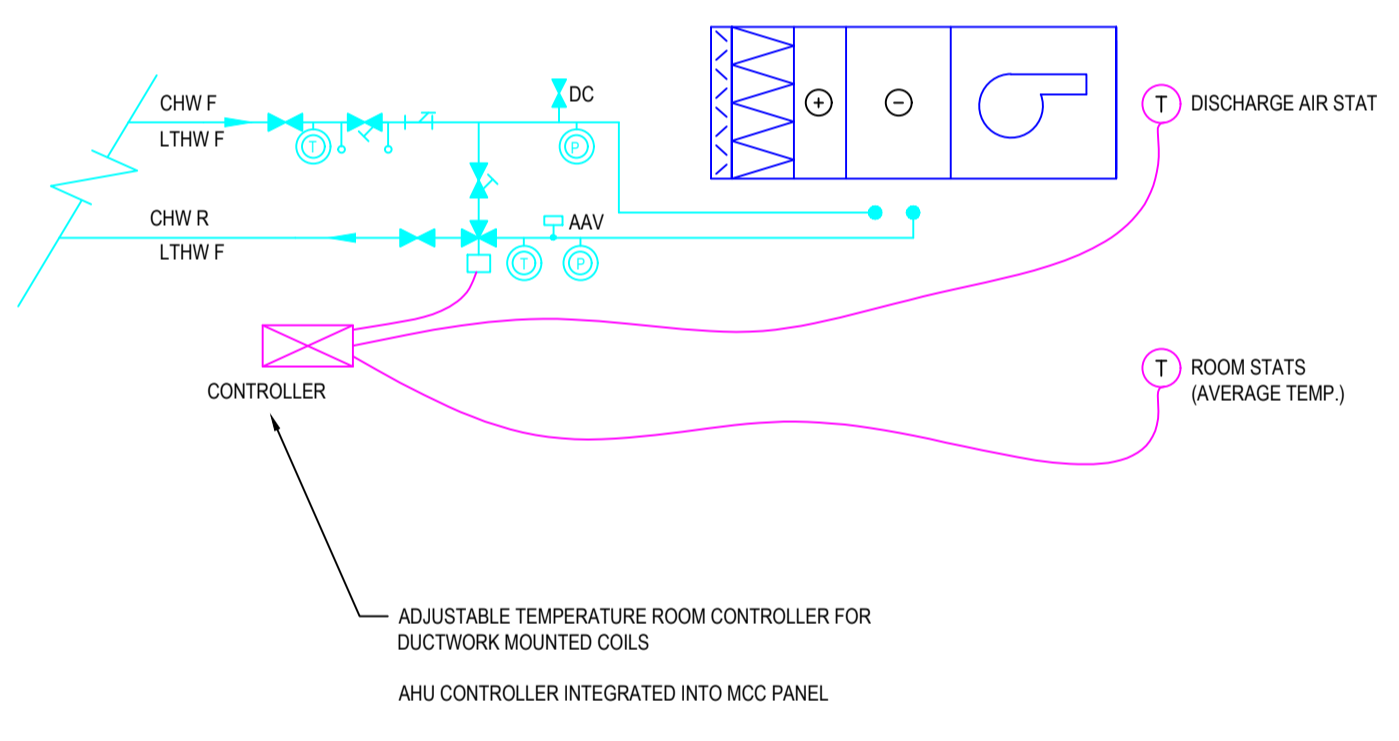 CHW F
LTHW F
DC
T
P
+
−
T DISCHARGE AIR STAT
CHW R
LTHW F
AAV
T
P
CONTROLLER
T ROOM STATS
(AVERAGE TEMP.)
ADJUSTABLE TEMPERATURE ROOM CONTROLLER FOR
DUCTWORK MOUNTED COILS
AHU CONTROLLER INTEGRATED INTO MCC PANEL